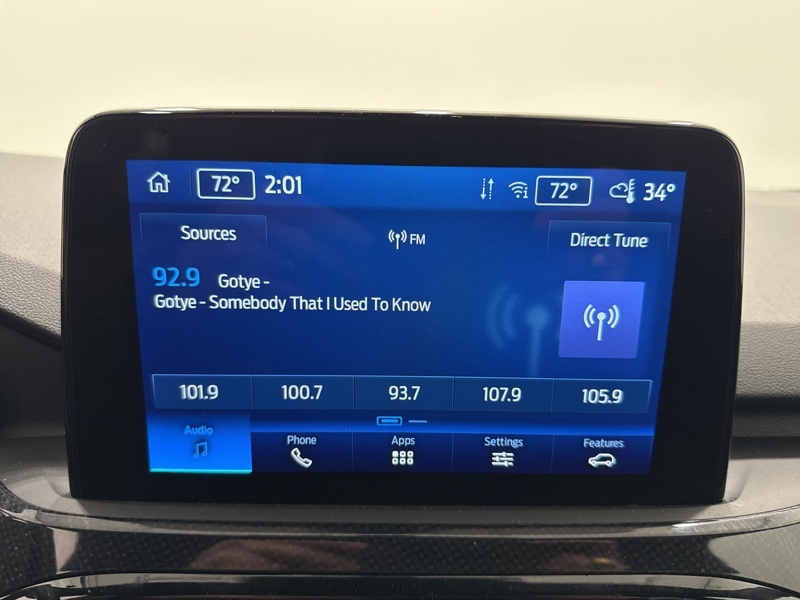 72° 2:01 72° 34°
Sources FM Direct Tune
92.9 Gotye -
Gotye - Somebody That I Used To Know
101.9 100.7 93.7 107.9 105.9
Audio Phone Apps Settings Features